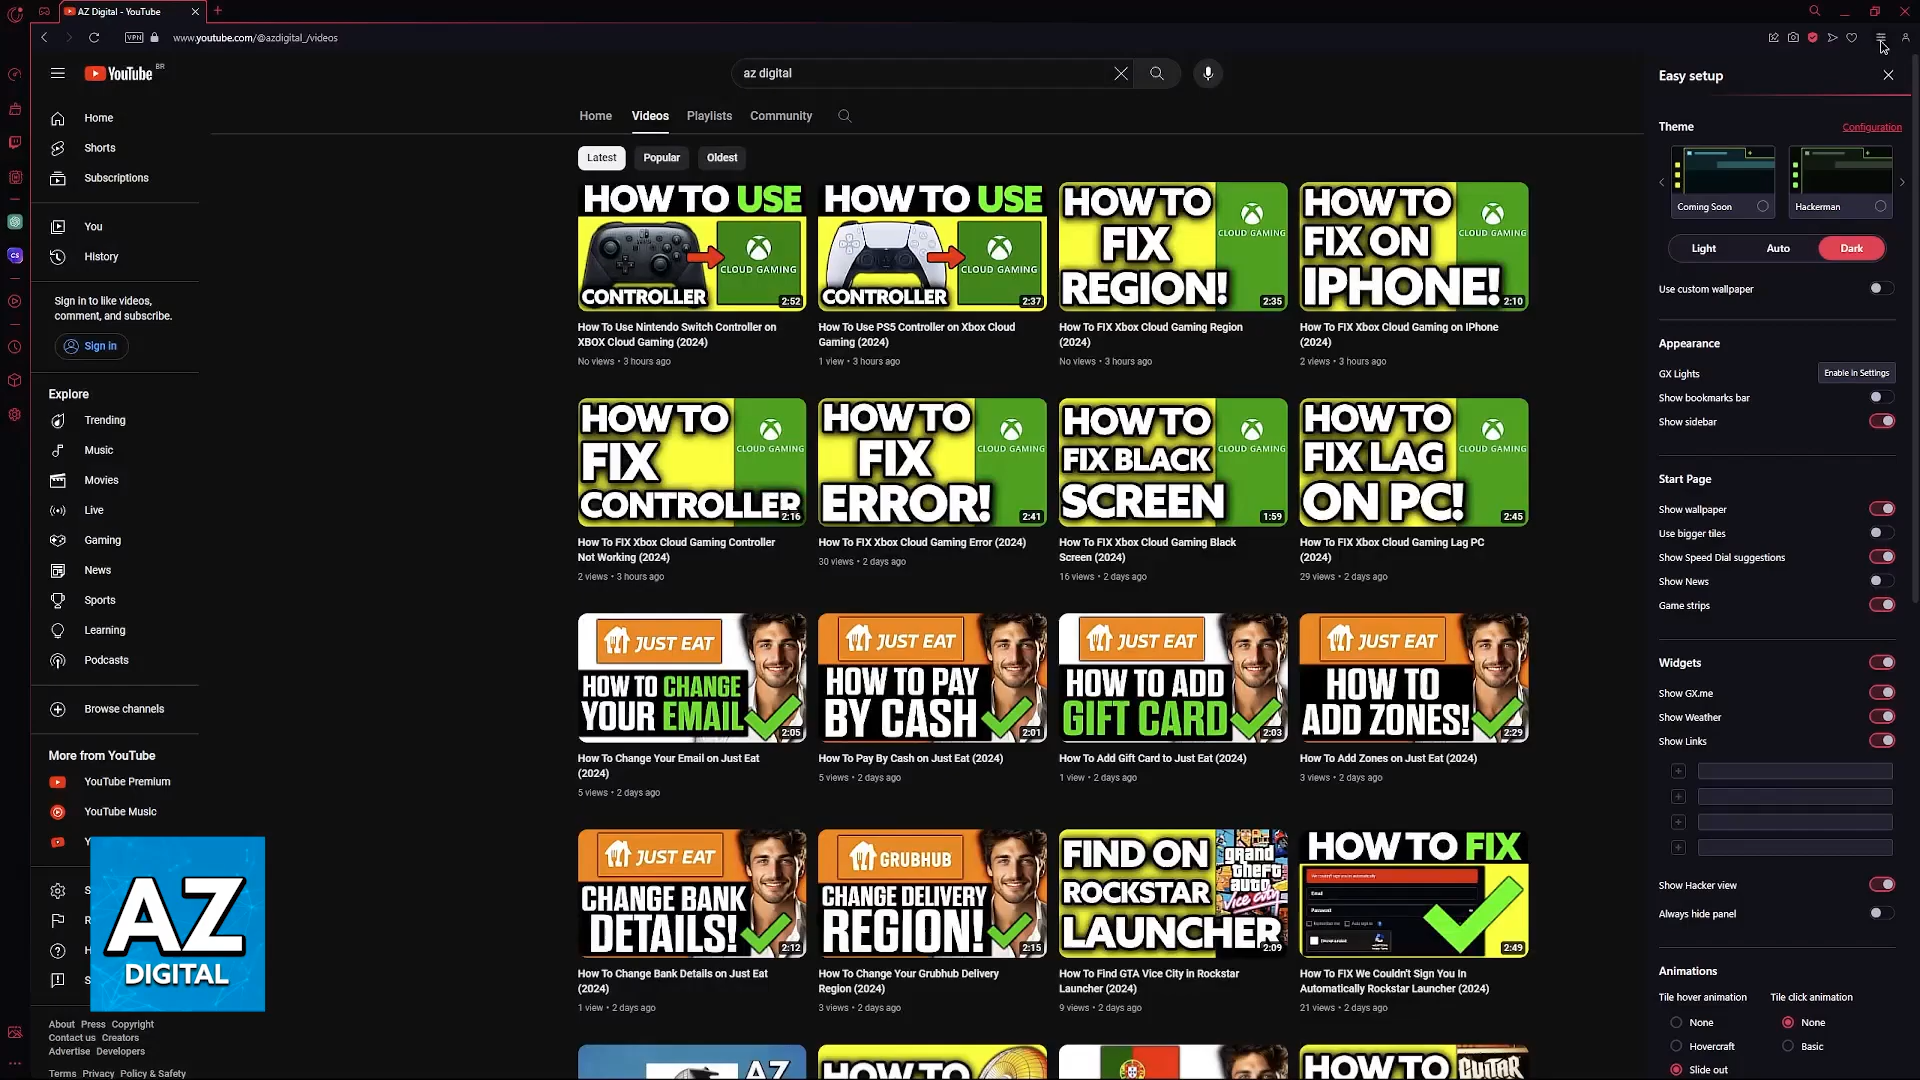 AZ Digital - YouTube
VPN
www.youtube.com/@azdigital_/videos
YouTube
BR
az digital
Home
Shorts
Subscriptions
You
History
Sign in to like videos,
comment, and subscribe.
Sign in
Explore
Trending
Music
Movies
Live
Gaming
News
Sports
Learning
Podcasts
Browse channels
More from YouTube
YouTube Premium
YouTube Music
AZ
DIGITAL
About Press Copyright
Contact us Creators
Advertise Developers
Terms Privacy Policy & Safety
Home Videos Playlists Community
Latest Popular Oldest
HOW TO USE
CLOUD GAMING
CONTROLLER
2:52
How To Use Nintendo Switch Controller on
XBOX Cloud Gaming (2024)
No views • 3 hours ago
HOW TO USE
CLOUD GAMING
CONTROLLER
2:37
How To Use PS5 Controller on Xbox Cloud
Gaming (2024)
1 view • 3 hours ago
HOW TO
FIX
REGION!
CLOUD GAMING
2:35
How To FIX Xbox Cloud Gaming Region
(2024)
No views • 3 hours ago
HOW TO
FIX ON
IPHONE!
CLOUD GAMING
2:10
How To FIX Xbox Cloud Gaming on IPhone
(2024)
2 views • 3 hours ago
HOW TO
FIX
CONTROLLER
CLOUD GAMING
2:16
How To FIX Xbox Cloud Gaming Controller
Not Working (2024)
2 views • 3 hours ago
HOW TO
FIX
ERROR!
CLOUD GAMING
2:41
How To FIX Xbox Cloud Gaming Error (2024)
30 views • 2 days ago
HOW TO
FIX BLACK
SCREEN
CLOUD GAMING
1:59
How To FIX Xbox Cloud Gaming Black
Screen (2024)
16 views • 2 days ago
HOW TO
FIX LAG
ON PC!
CLOUD GAMING
2:45
How To FIX Xbox Cloud Gaming Lag PC
(2024)
29 views • 2 days ago
JUST EAT
HOW TO CHANGE
YOUR EMAIL
2:05
How To Change Your Email on Just Eat
(2024)
5 views • 2 days ago
JUST EAT
HOW TO PAY
BY CASH
2:01
How To Pay By Cash on Just Eat (2024)
5 views • 2 days ago
JUST EAT
HOW TO ADD
GIFT CARD
2:03
How To Add Gift Card to Just Eat (2024)
1 view • 2 days ago
JUST EAT
HOW TO
ADD ZONES!
2:29
How To Add Zones on Just Eat (2024)
3 views • 2 days ago
JUST EAT
CHANGE BANK
DETAILS!
2:12
How To Change Bank Details on Just Eat
(2024)
1 view • 2 days ago
GRUBHUB
CHANGE DELIVERY
REGION!
2:15
How To Change Your Grubhub Delivery
Region (2024)
3 views • 2 days ago
FIND ON
ROCKSTAR
LAUNCHER
grand
theft
auto
Vice City
2:09
How To Find GTA Vice City in Rockstar
Launcher (2024)
9 views • 2 days ago
HOW TO FIX
Email
Password
2:49
How To FIX We Couldn't Sign You In
Automatically Rockstar Launcher (2024)
21 views • 2 days ago
AZ
HOW TO
HOW TO
GUITAR
Easy setup
Theme
Configuration
Coming Soon
Hackerman
Light Auto Dark
Use custom wallpaper
Appearance
GX Lights
Enable in Settings
Show bookmarks bar
Show sidebar
Start Page
Show wallpaper
Use bigger tiles
Show Speed Dial suggestions
Show News
Game strips
Widgets
Show GX.me
Show Weather
Show Links
Show Hacker view
Always hide panel
Animations
Tile hover animation Tile click animation
None None
Hovercraft Basic
Slide out